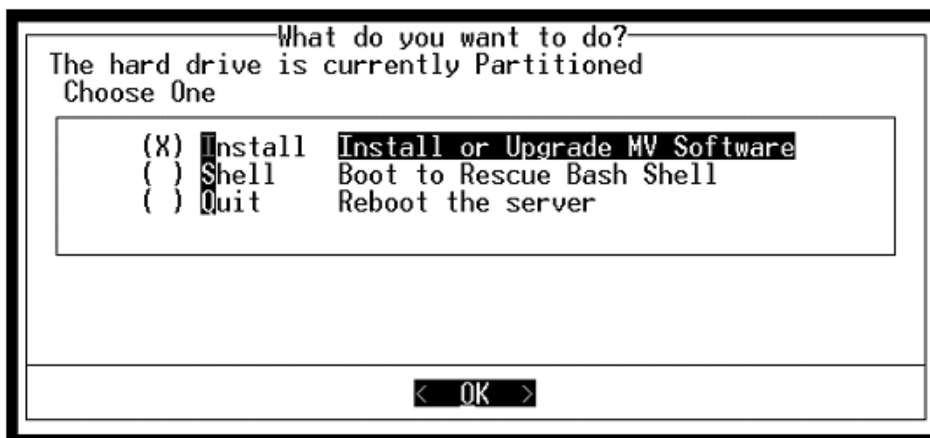 What do you want to do?
The hard drive is currently Partitioned
Choose One
(X) Install Install or Upgrade MV Software
( ) Shell Boot to Rescue Bash Shell
( ) Quit Reboot the server
< OK >